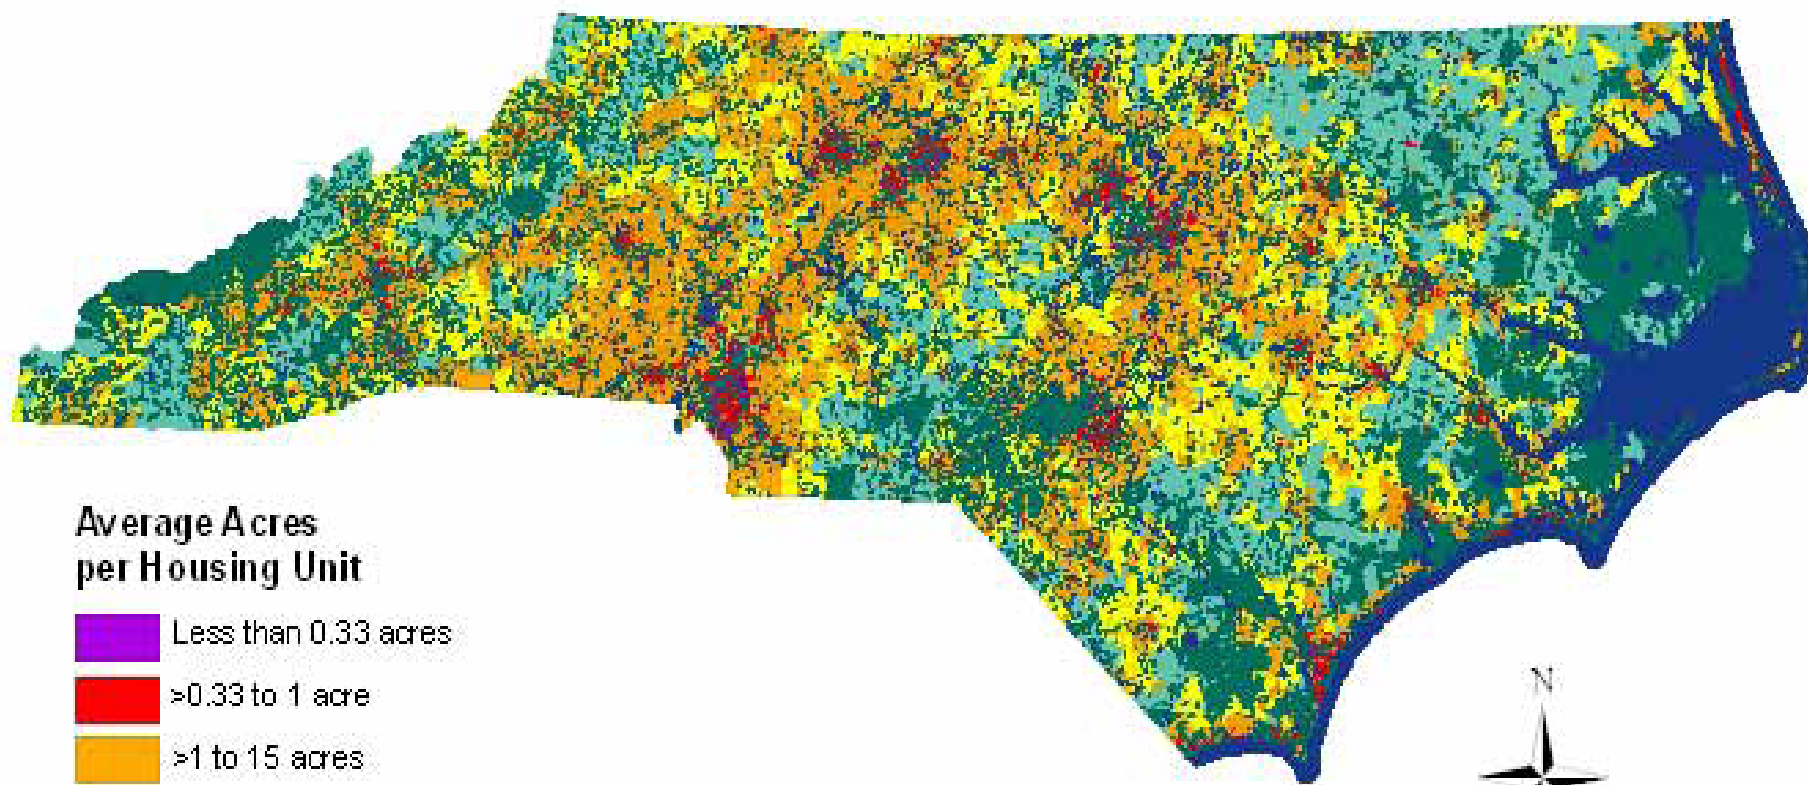 Average Acres
per Housing Unit
Less than 0.33 acres
>0.33 to 1 acre
>1 to 15 acres
N